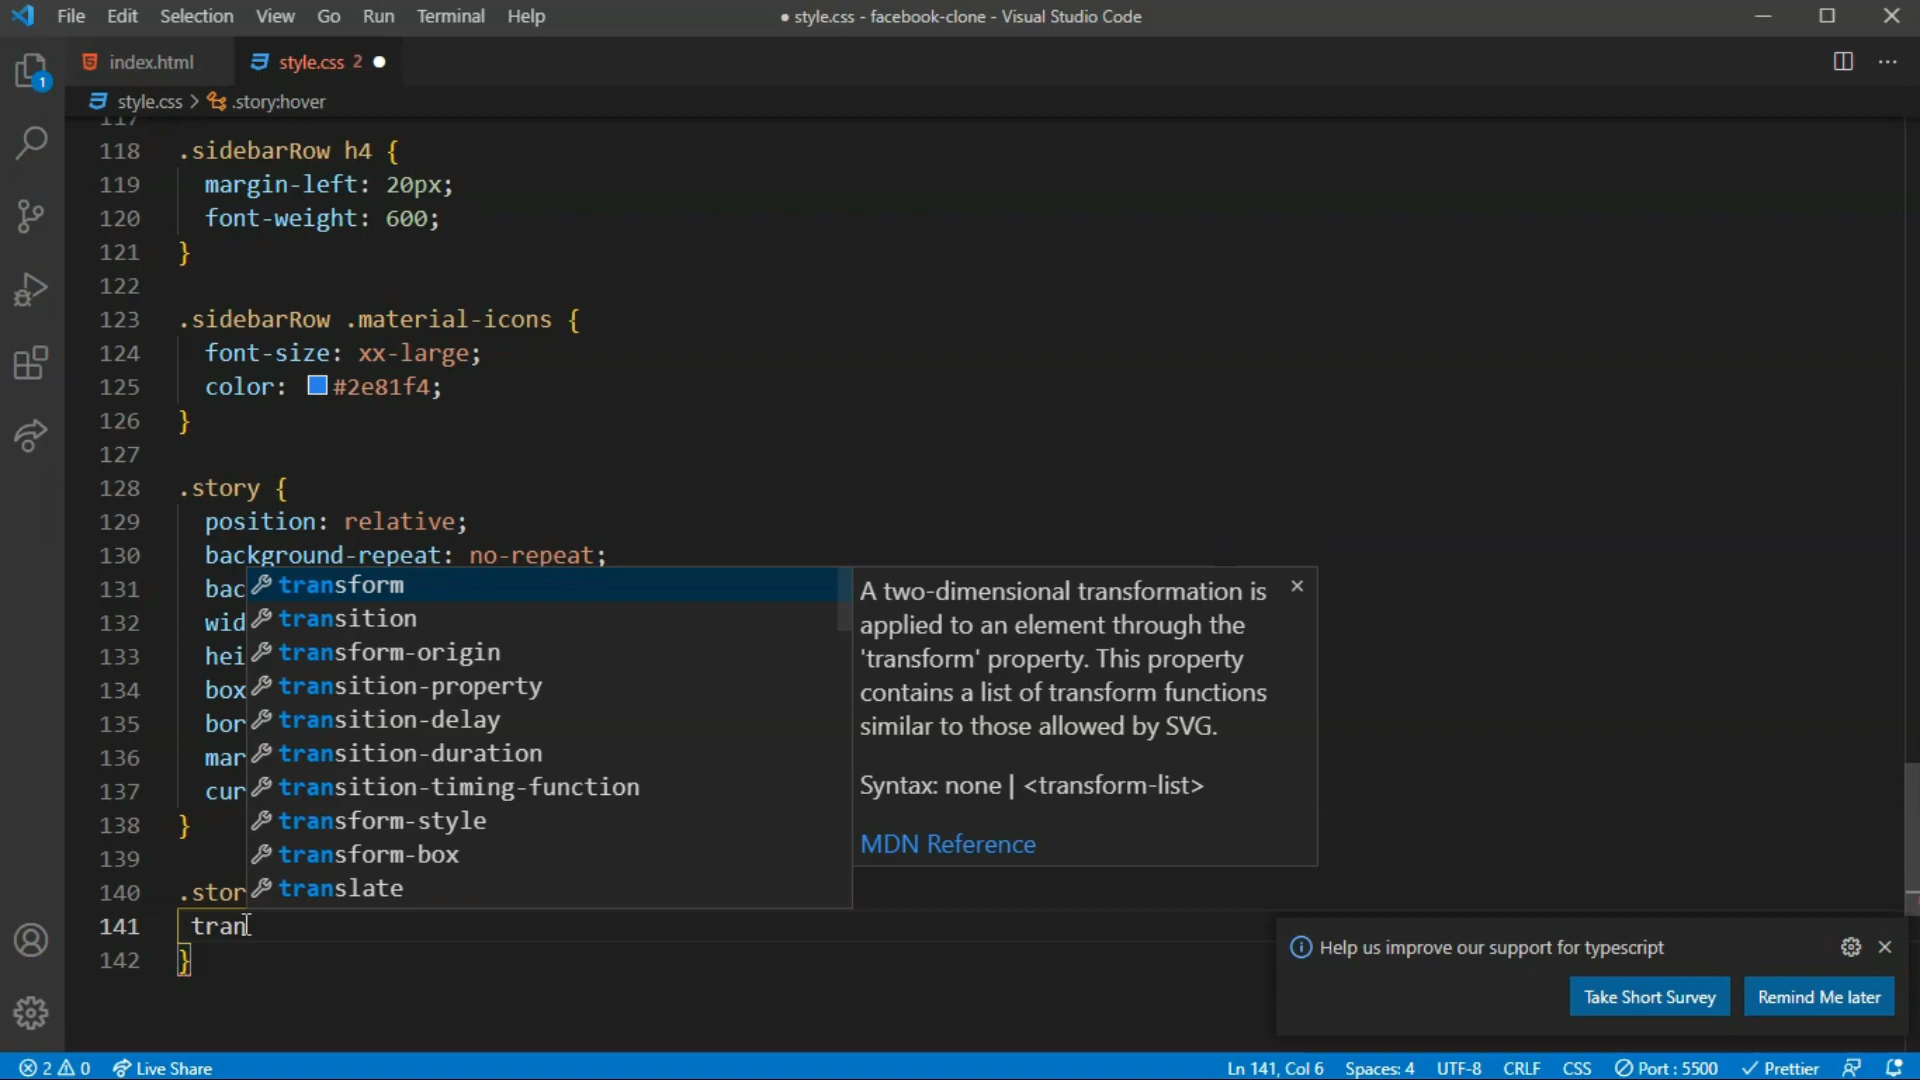 File Edit Selection View Go Run Terminal Help ● style.css - facebook-clone - Visual Studio Code
index.html style.css 2 ●
style.css > .story:hover
117
118 .sidebarRow h4 {
119 margin-left: 20px;
120 font-weight: 600;
121 }
122
123 .sidebarRow .material-icons {
124 font-size: xx-large;
125 color: #2e81f4;
126 }
127
128 .story {
129 position: relative;
130 background-repeat: no-repeat;
131 bac
132 wid
133 hei
134 box
135 bor
136 mar
137 cur
138 }
139
140 .stor
141 tran
142 }
transform
transition
transform-origin
transition-property
transition-delay
transition-duration
transition-timing-function
transform-style
transform-box
translate
A two-dimensional transformation is
applied to an element through the
'transform' property. This property
contains a list of transform functions
similar to those allowed by SVG.
Syntax: none | <transform-list>
MDN Reference
1
Help us improve our support for typescript
Take Short Survey Remind Me later
2 0 Live Share Ln 141, Col 6 Spaces: 4 UTF-8 CRLF CSS Port : 5500 Prettier